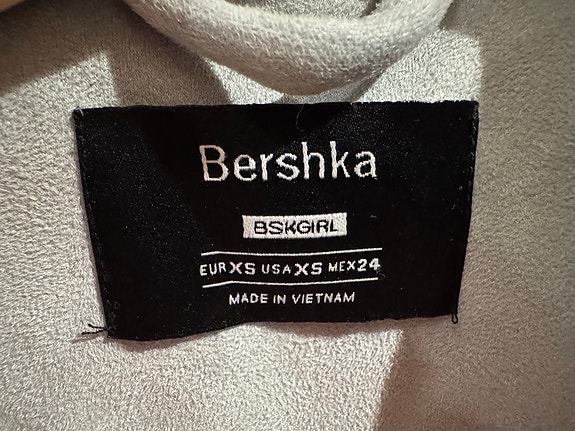 Bershka
BSKGIRL
EUR XS USA XS MEX 24
MADE IN VIETNAM